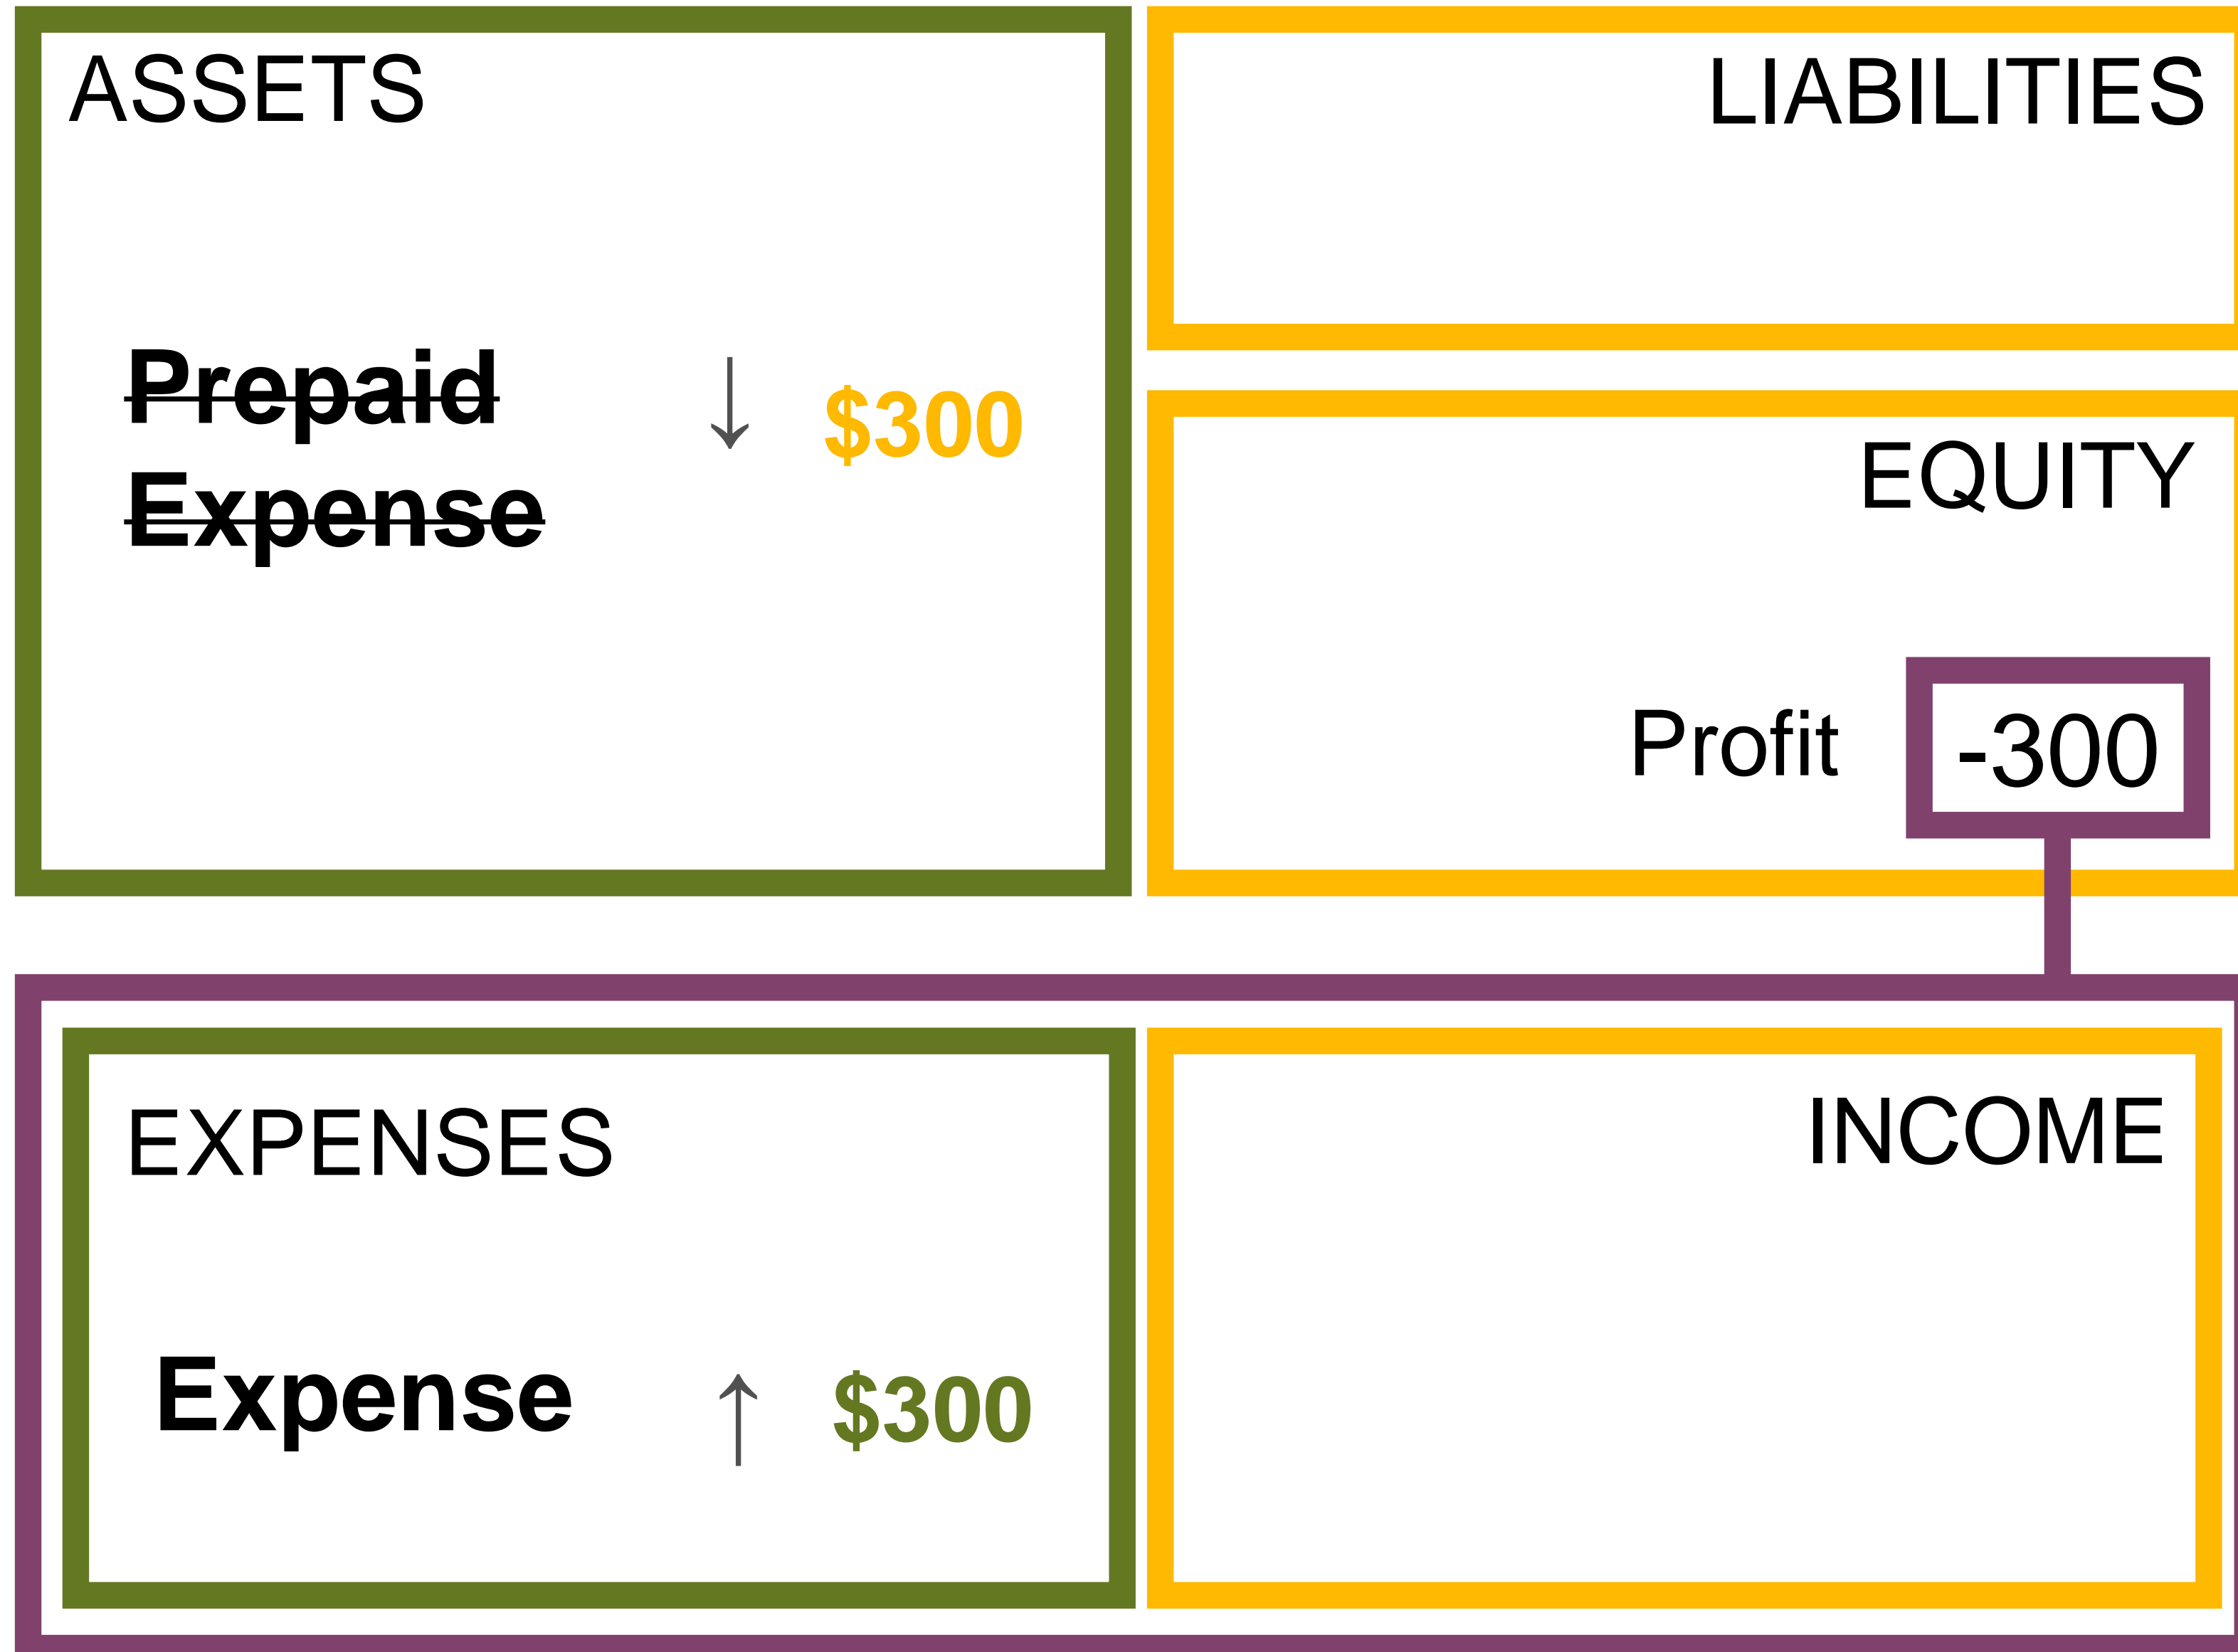 ASSETS
LIABILITIES
Prepaid
Expense
↓ $300
EQUITY
Profit -300
EXPENSES
INCOME
Expense ↑ $300